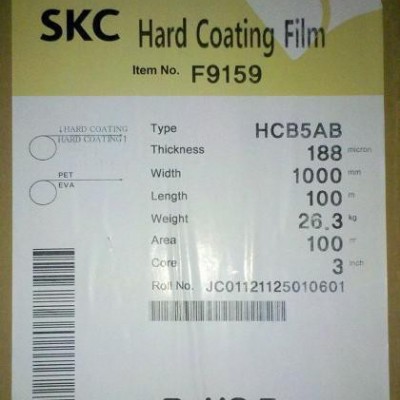 SKC Hard Coating Film
Item No. F9159
↓HARD COATING
HARD COATING↑
PET
EVA
Type HCB5AB
Thickness 188 micron
Width 1000 mm
Length 100 m
Weight 26.3 kg
Area 100 ㎡
Core 3 inch
Roll No. JC01121125010601